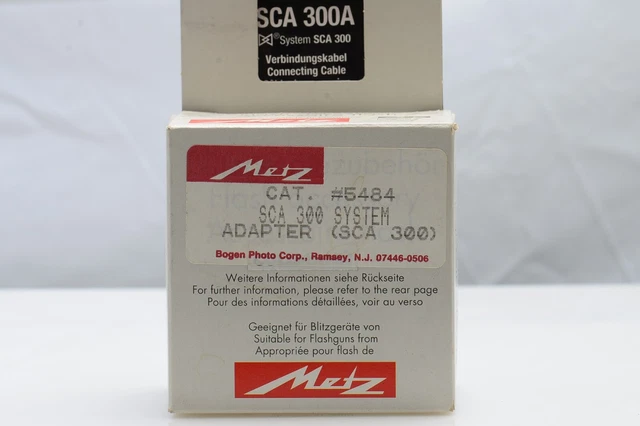 SCA 300A
® System SCA 300
Verbindungskabel
Connecting Cable
Metz
CAT. #5484
SCA 300 SYSTEM
ADAPTER (SCA 300)
Bogen Photo Corp., Ramsey, N.J. 07446-0506
Weitere Informationen siehe Rückseite
For further information, please refer to the rear page
Pour des informations détaillées, voir au verso
Geeignet für Blitzgeräte von
Suitable for Flashguns from
Appropriée pour flash de
Metz